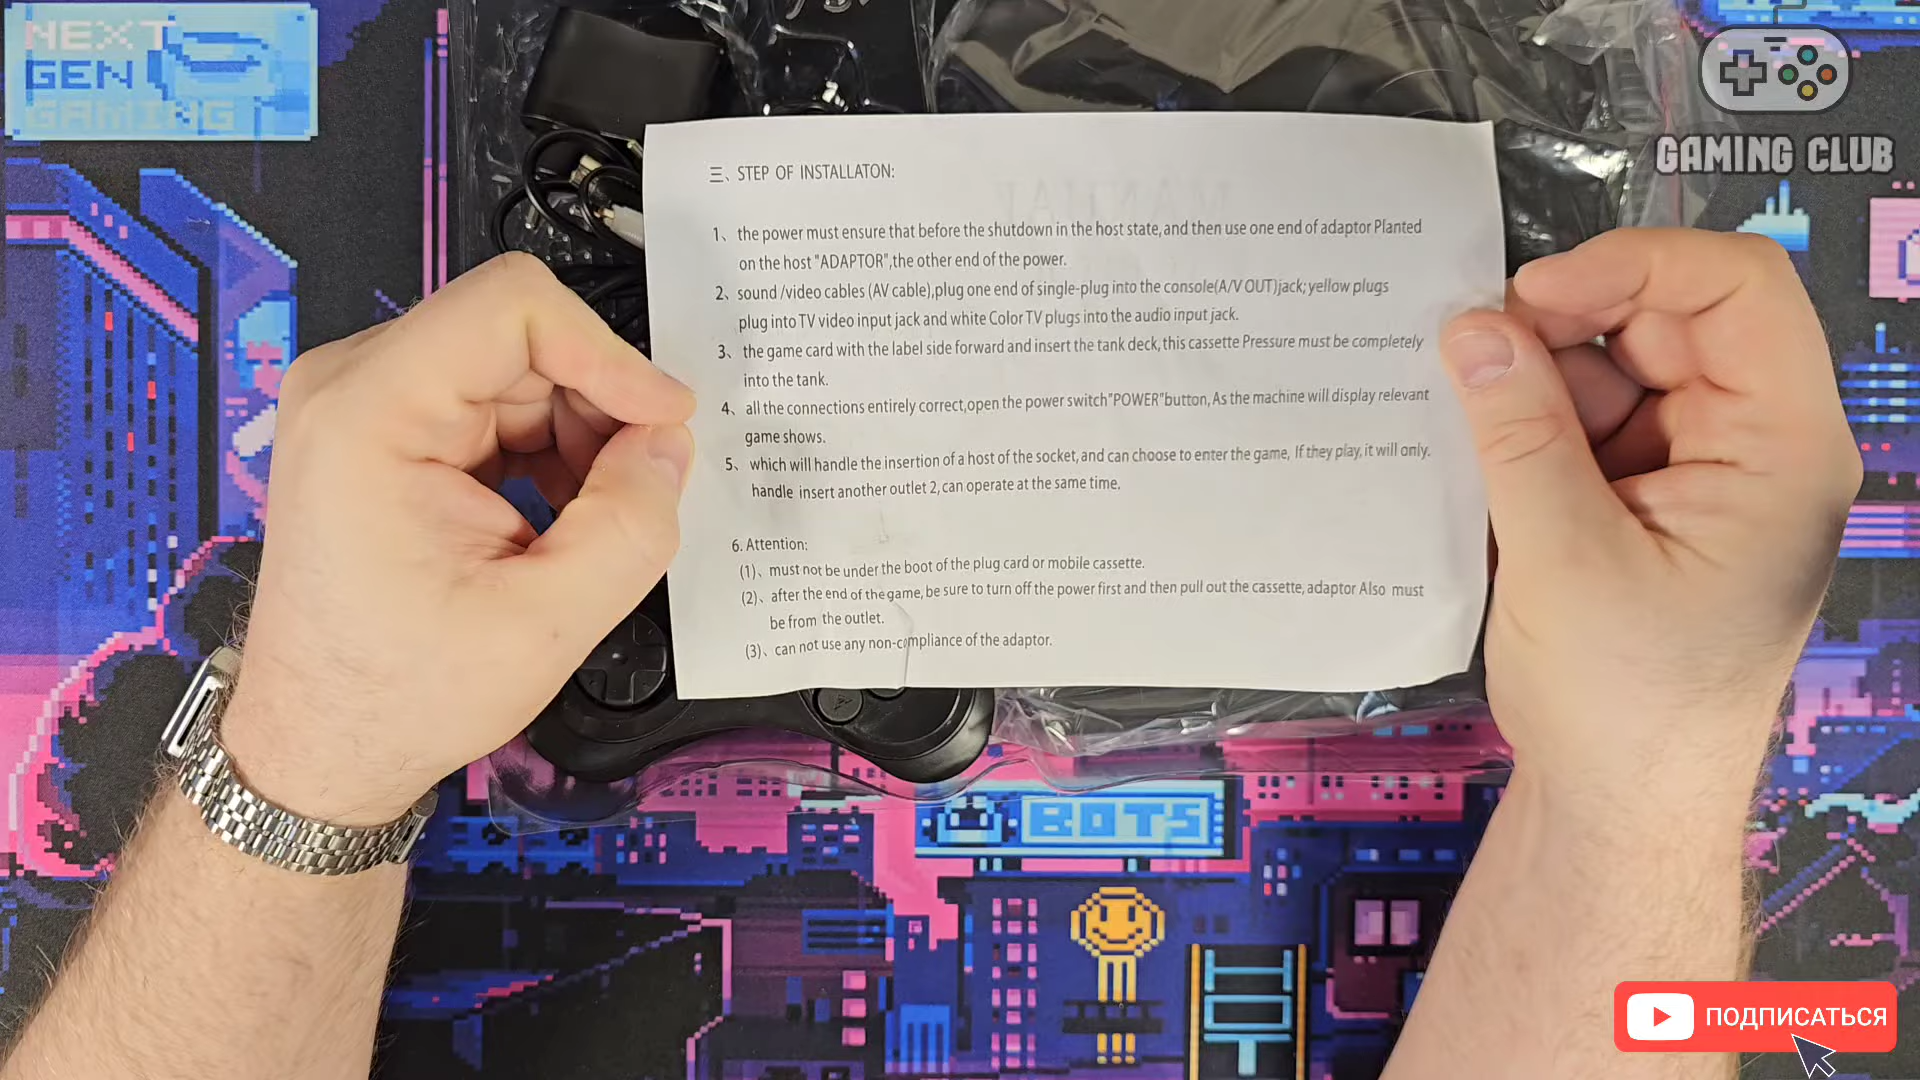 NEXT
GEN
GAMING
GAMING CLUB
三、STEP OF INSTALLATON:
1、the power must ensure that before the shutdown in the host state,and then use one end of adaptor Planted
on the host "ADAPTOR",the other end of the power.
2、sound /video cables (AV cable),plug one end of single-plug into the console(A/V OUT)jack; yellow plugs
plug into TV video input jack and white Color TV plugs into the audio input jack.
3、the game card with the label side forward and insert the tank deck,this cassette Pressure must be completely
into the tank.
4、all the connections entirely correct,open the power switch"POWER"button, As the machine will display relevant
game shows.
5、which will handle the insertion of a host of the socket,and can choose to enter the game, If they play, it will only.
handle insert another outlet 2,can operate at the same time.
6. Attention:
(1)、must not be under the boot of the plug card or mobile cassette.
(2)、after the end of the game, be sure to turn off the power first and then pull out the cassette, adaptor Also must
be from the outlet.
(3)、can not use any non-compliance of the adaptor.
BOTS
HOT
ПОДПИСАТЬСЯ